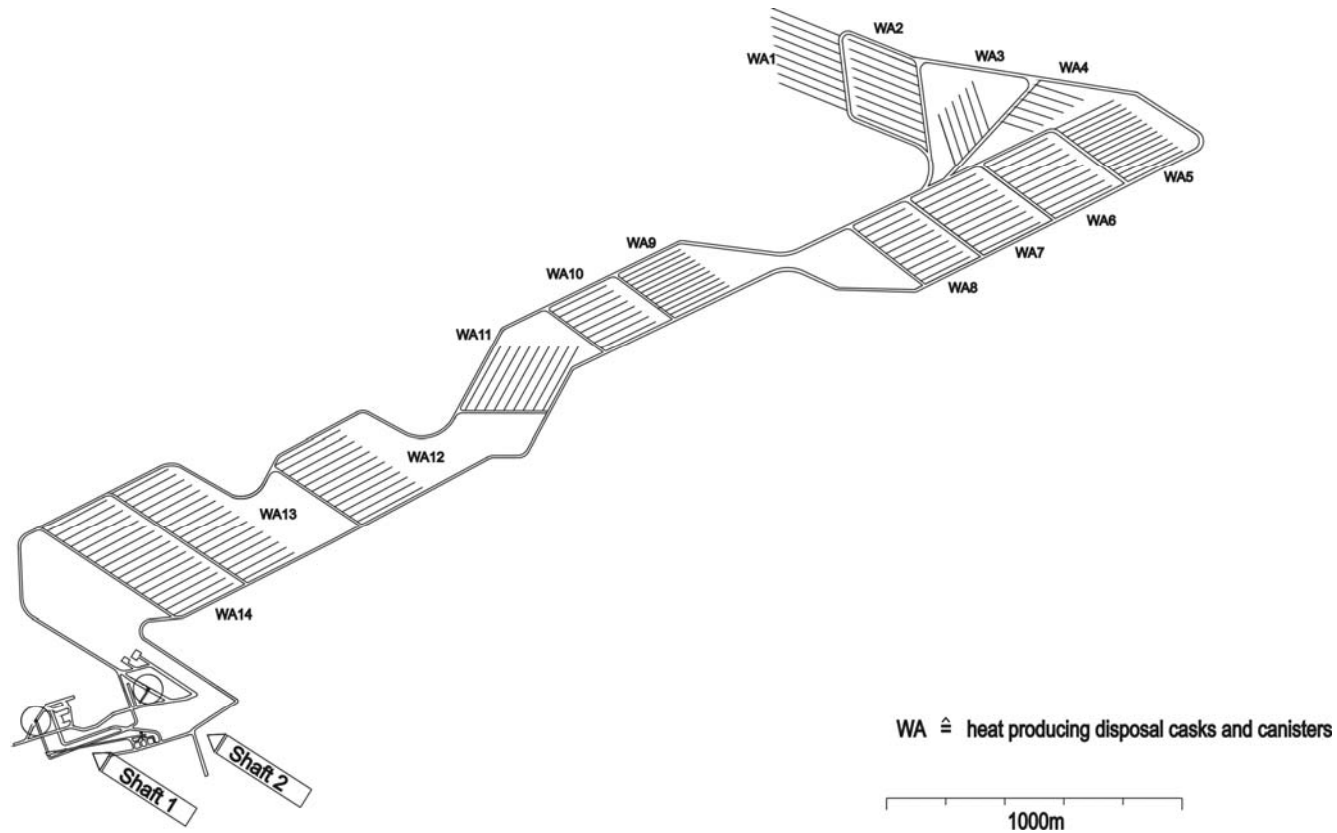 WA2
WA1
WA3
WA4
WA5
WA6
WA7
WA8
WA9
WA10
WA11
WA12
WA13
WA14
Shaft 1
Shaft 2
WA ≙ heat producing disposal casks and canisters
1000m